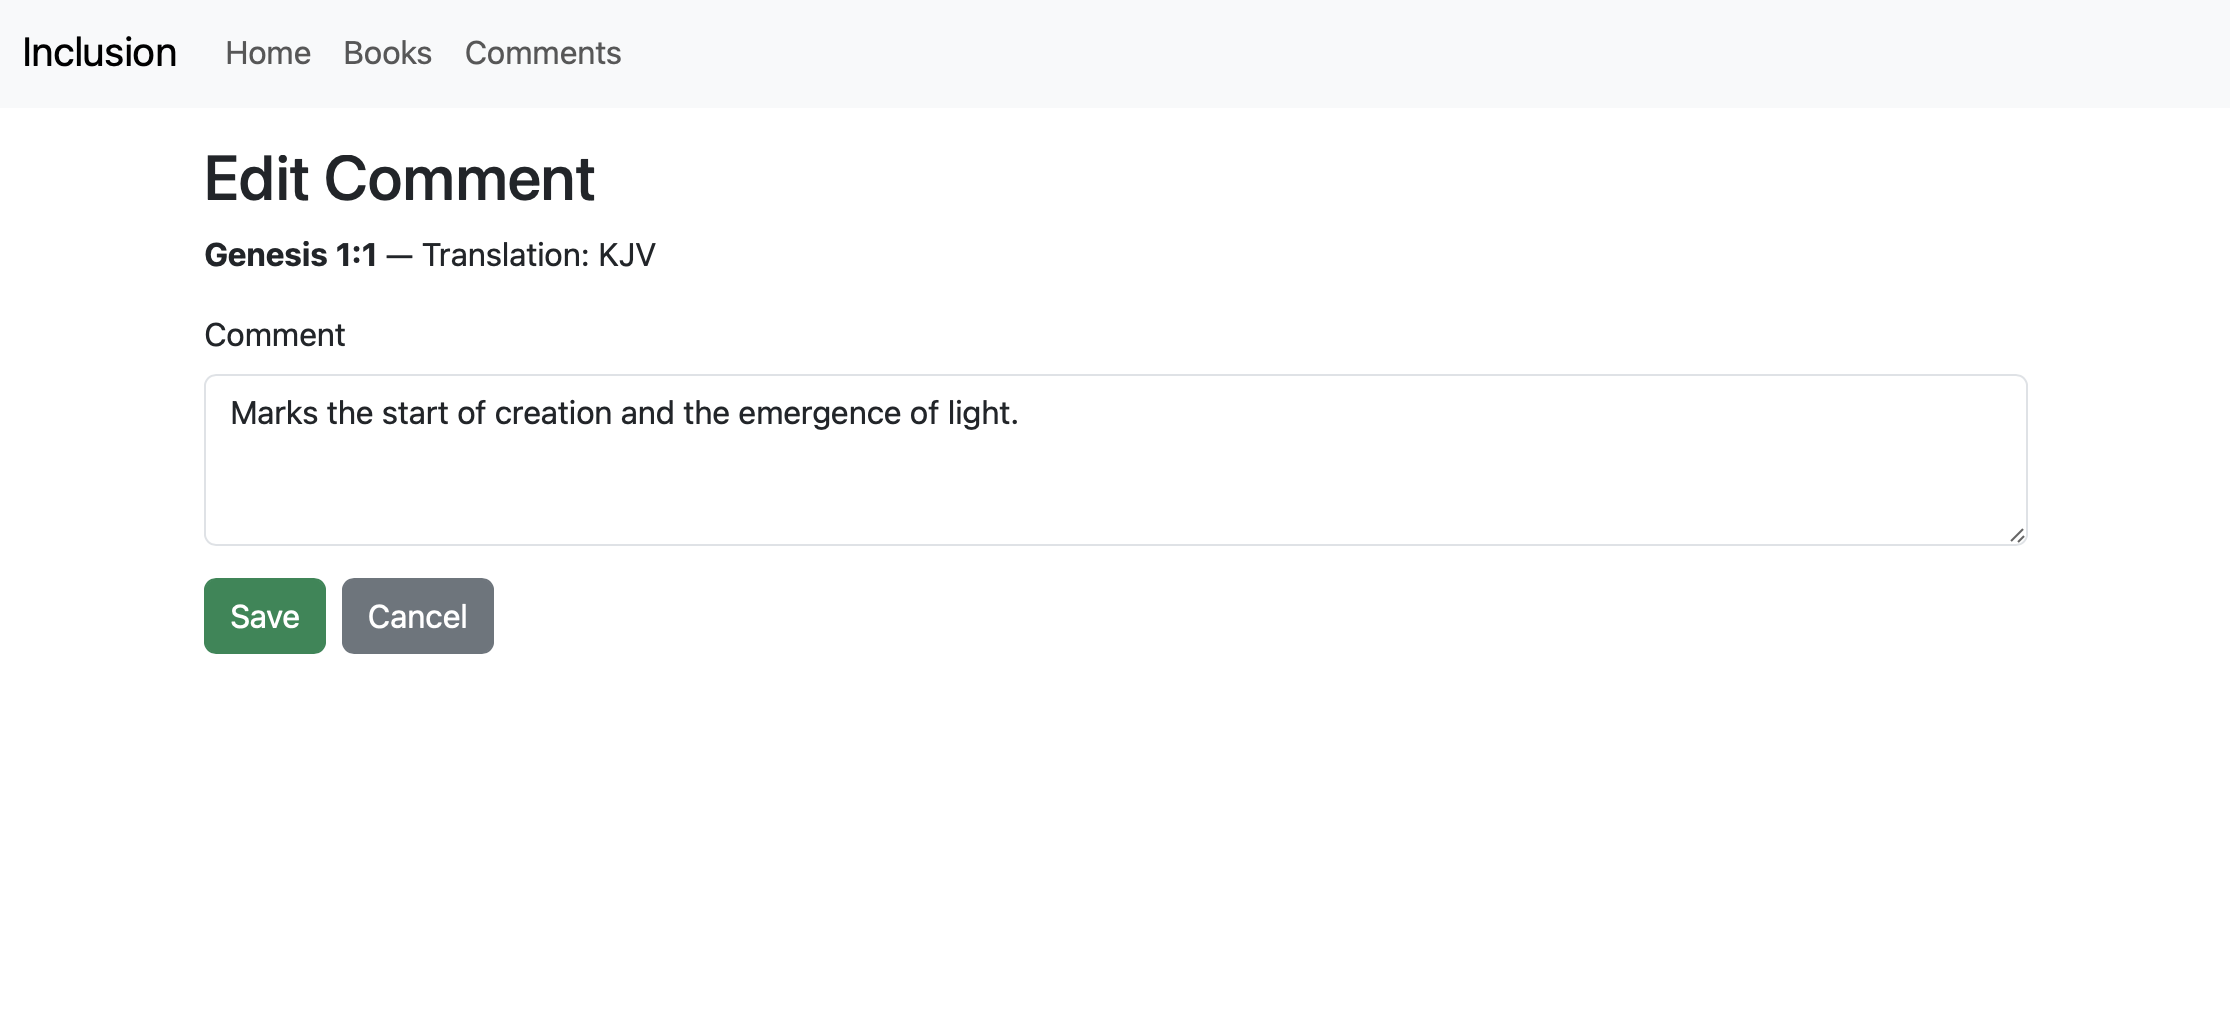 Inclusion Home Books Comments
Edit Comment
Genesis 1:1 — Translation: KJV
Comment
Marks the start of creation and the emergence of light.
Save Cancel